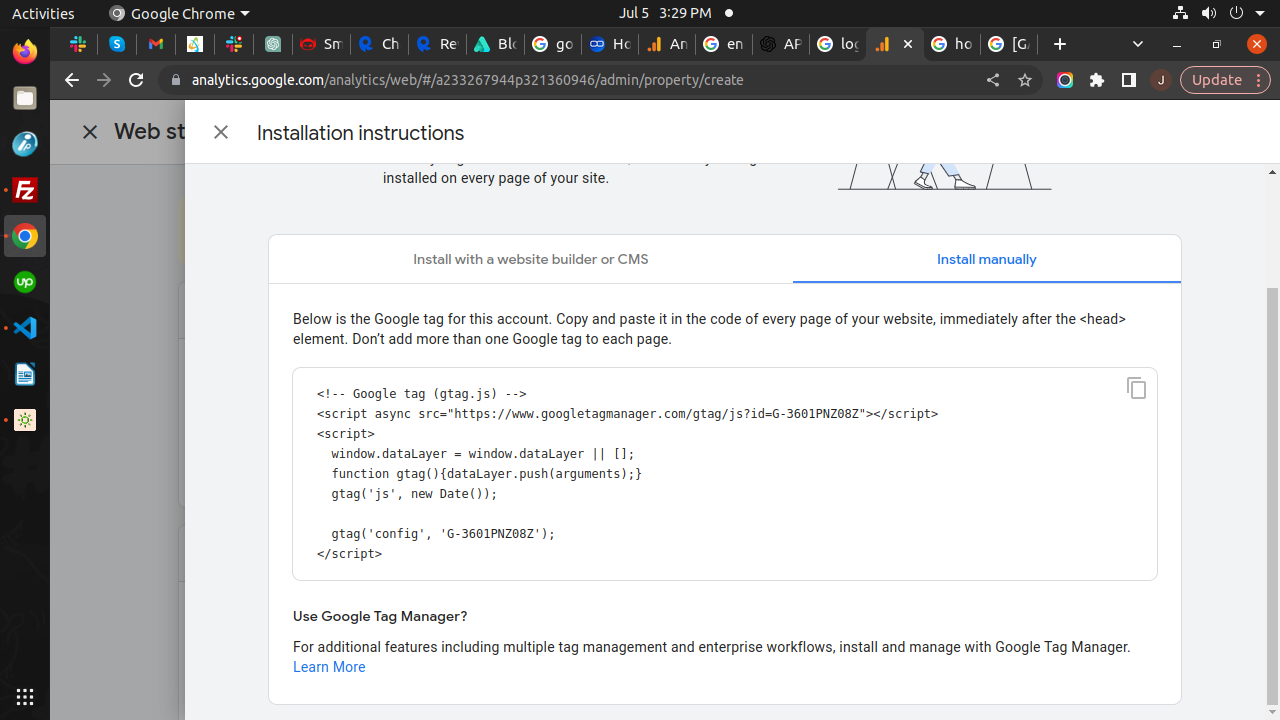 Activities
Google Chrome
Jul 5 3:29 PM
Sm
Ch
Re
Blo
go
Ho
An
en
AP
log
ho
[GA
analytics.google.com/analytics/web/#/a233267944p321360946/admin/property/create
J
Update
Web st
Installation instructions
installed on every page of your site.
Install with a website builder or CMS
Install manually
Below is the Google tag for this account. Copy and paste it in the code of every page of your website, immediately after the <head>
element. Don’t add more than one Google tag to each page.
<!-- Google tag (gtag.js) -->
<script async src="https://www.googletagmanager.com/gtag/js?id=G-3601PNZ08Z"></script>
<script>
window.dataLayer = window.dataLayer || [];
function gtag(){dataLayer.push(arguments);}
gtag('js', new Date());
gtag('config', 'G-3601PNZ08Z');
</script>
Use Google Tag Manager?
For additional features including multiple tag management and enterprise workflows, install and manage with Google Tag Manager.
Learn More